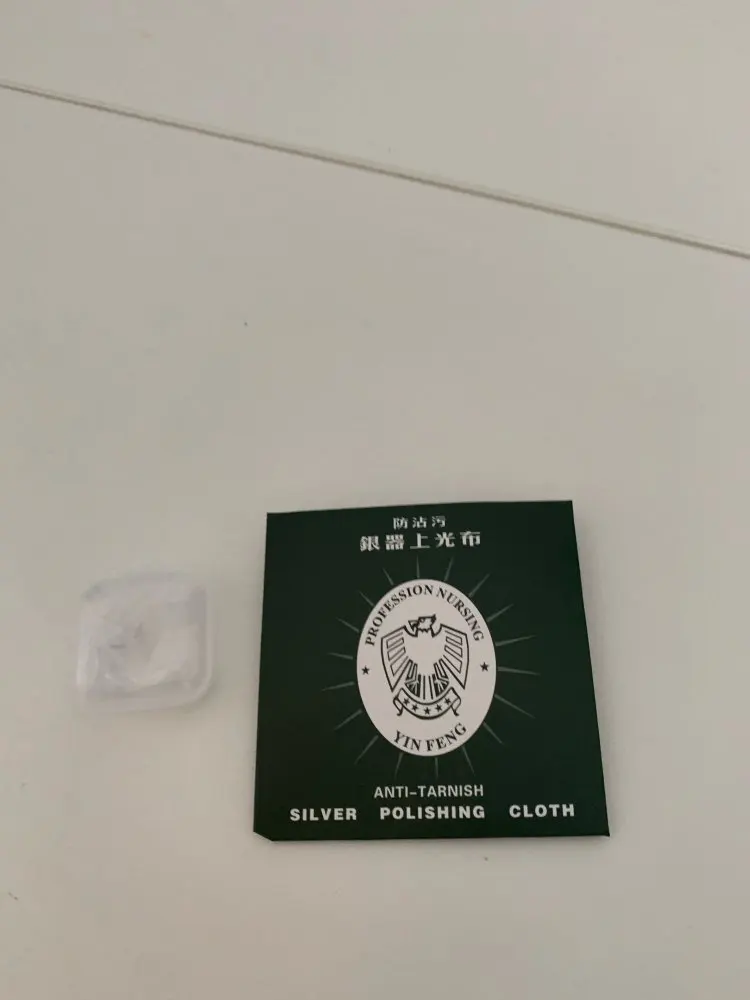 防沾污
銀器上光布
PROFESSION NURSING
YIN FENG
ANTI-TARNISH
SILVER POLISHING CLOTH